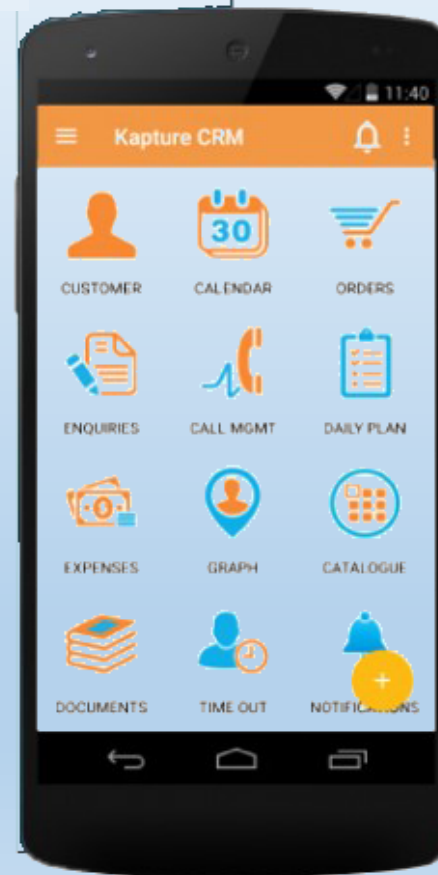 11:40
Kapture CRM
30
CUSTOMER CALENDAR ORDERS
ENQUIRIES CALL MGMT DAILY PLAN
EXPENSES GRAPH CATALOGUE
DOCUMENTS TIME OUT NOTIFICATIONS